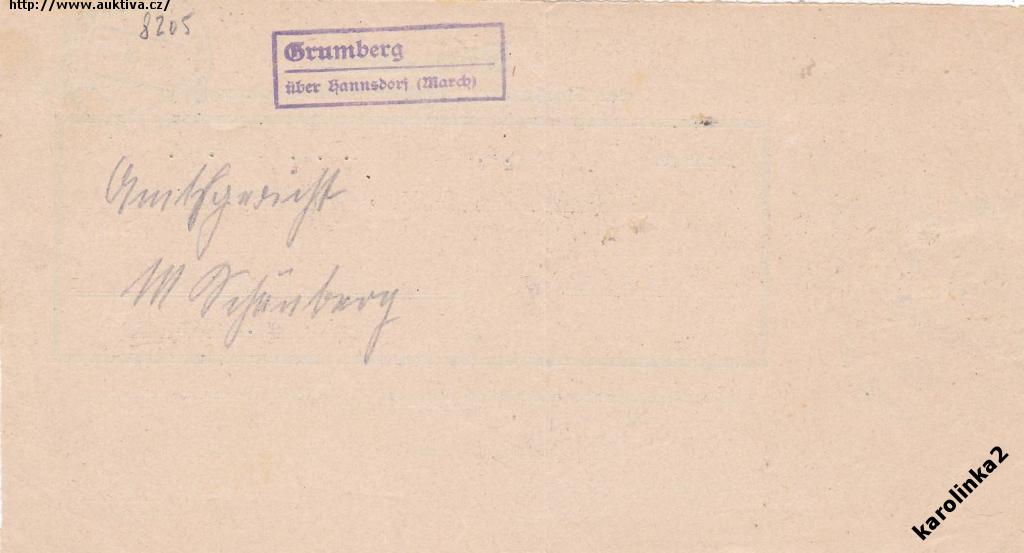 http://www.auktiva.cz/
8205
Grumberg
über Hannsdorf (March)
Amtsgericht
M Schönberg
karolinka2